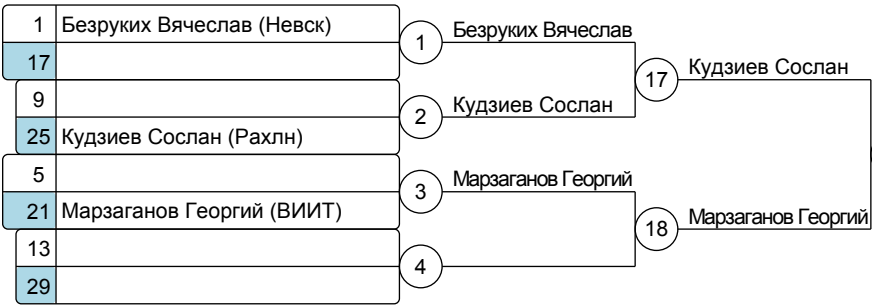 1 Безруких Вячеслав (Невск)
17
9
25 Кудзиев Сослан (Рахлн)
5
21 Марзаганов Георгий (ВИИТ)
13
29
1 Безруких Вячеслав
2 Кудзиев Сослан
3 Марзаганов Георгий
4
17 Кудзиев Сослан
18 Марзаганов Георгий